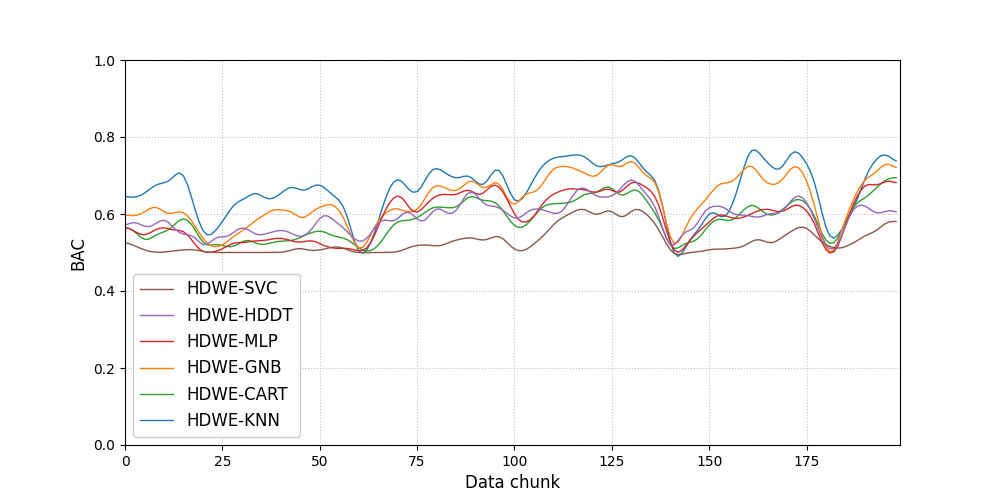 1.0
0.8
0.6
0.4
0.2
0.0
BAC
HDWE-SVC
HDWE-HDDT
HDWE-MLP
HDWE-GNB
HDWE-CART
HDWE-KNN
0 25 50 75 100 125 150 175
Data chunk